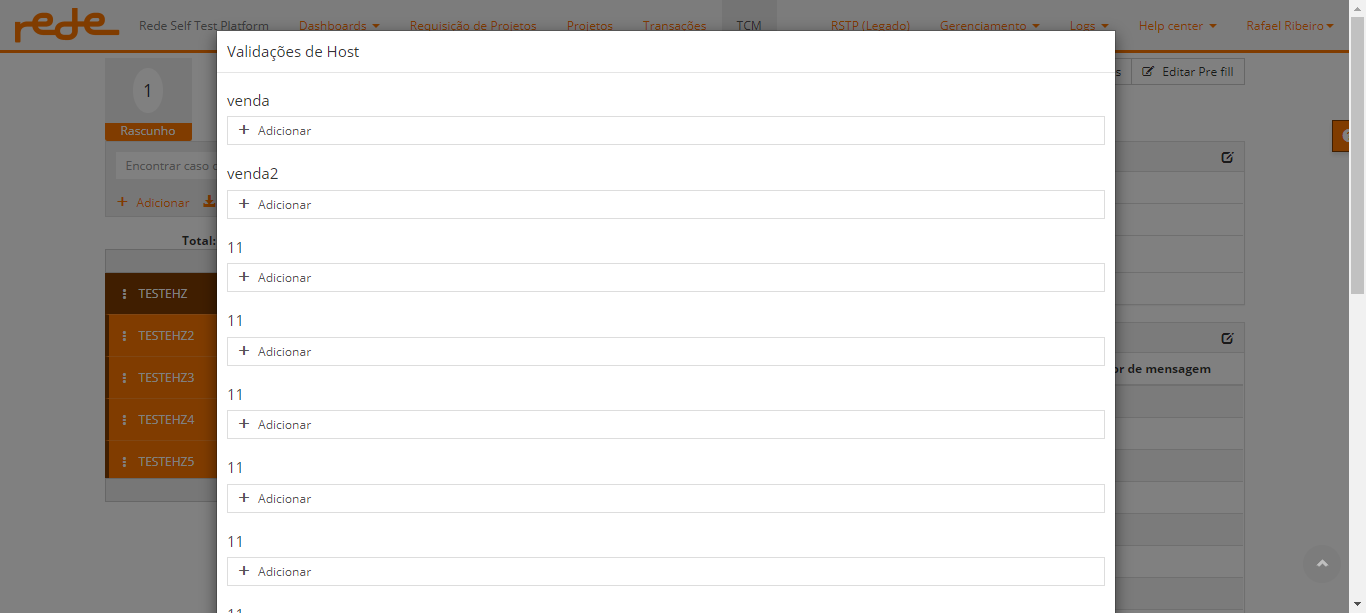 rede Rede Self Test Platform Dashboards Requisição de Projetos Projetos Transações TCM RSTP (Legado) Gerenciamento Logs Help center Rafael Ribeiro
Validações de Host
1
Rascunho
Encontrar caso
+ Adicionar
Total:
TESTEHZ
TESTEHZ2
TESTEHZ3
TESTEHZ4
TESTEHZ5
venda
+ Adicionar
venda2
+ Adicionar
11
+ Adicionar
11
+ Adicionar
11
+ Adicionar
11
+ Adicionar
11
+ Adicionar
11
Editar Pre fill
de mensagem